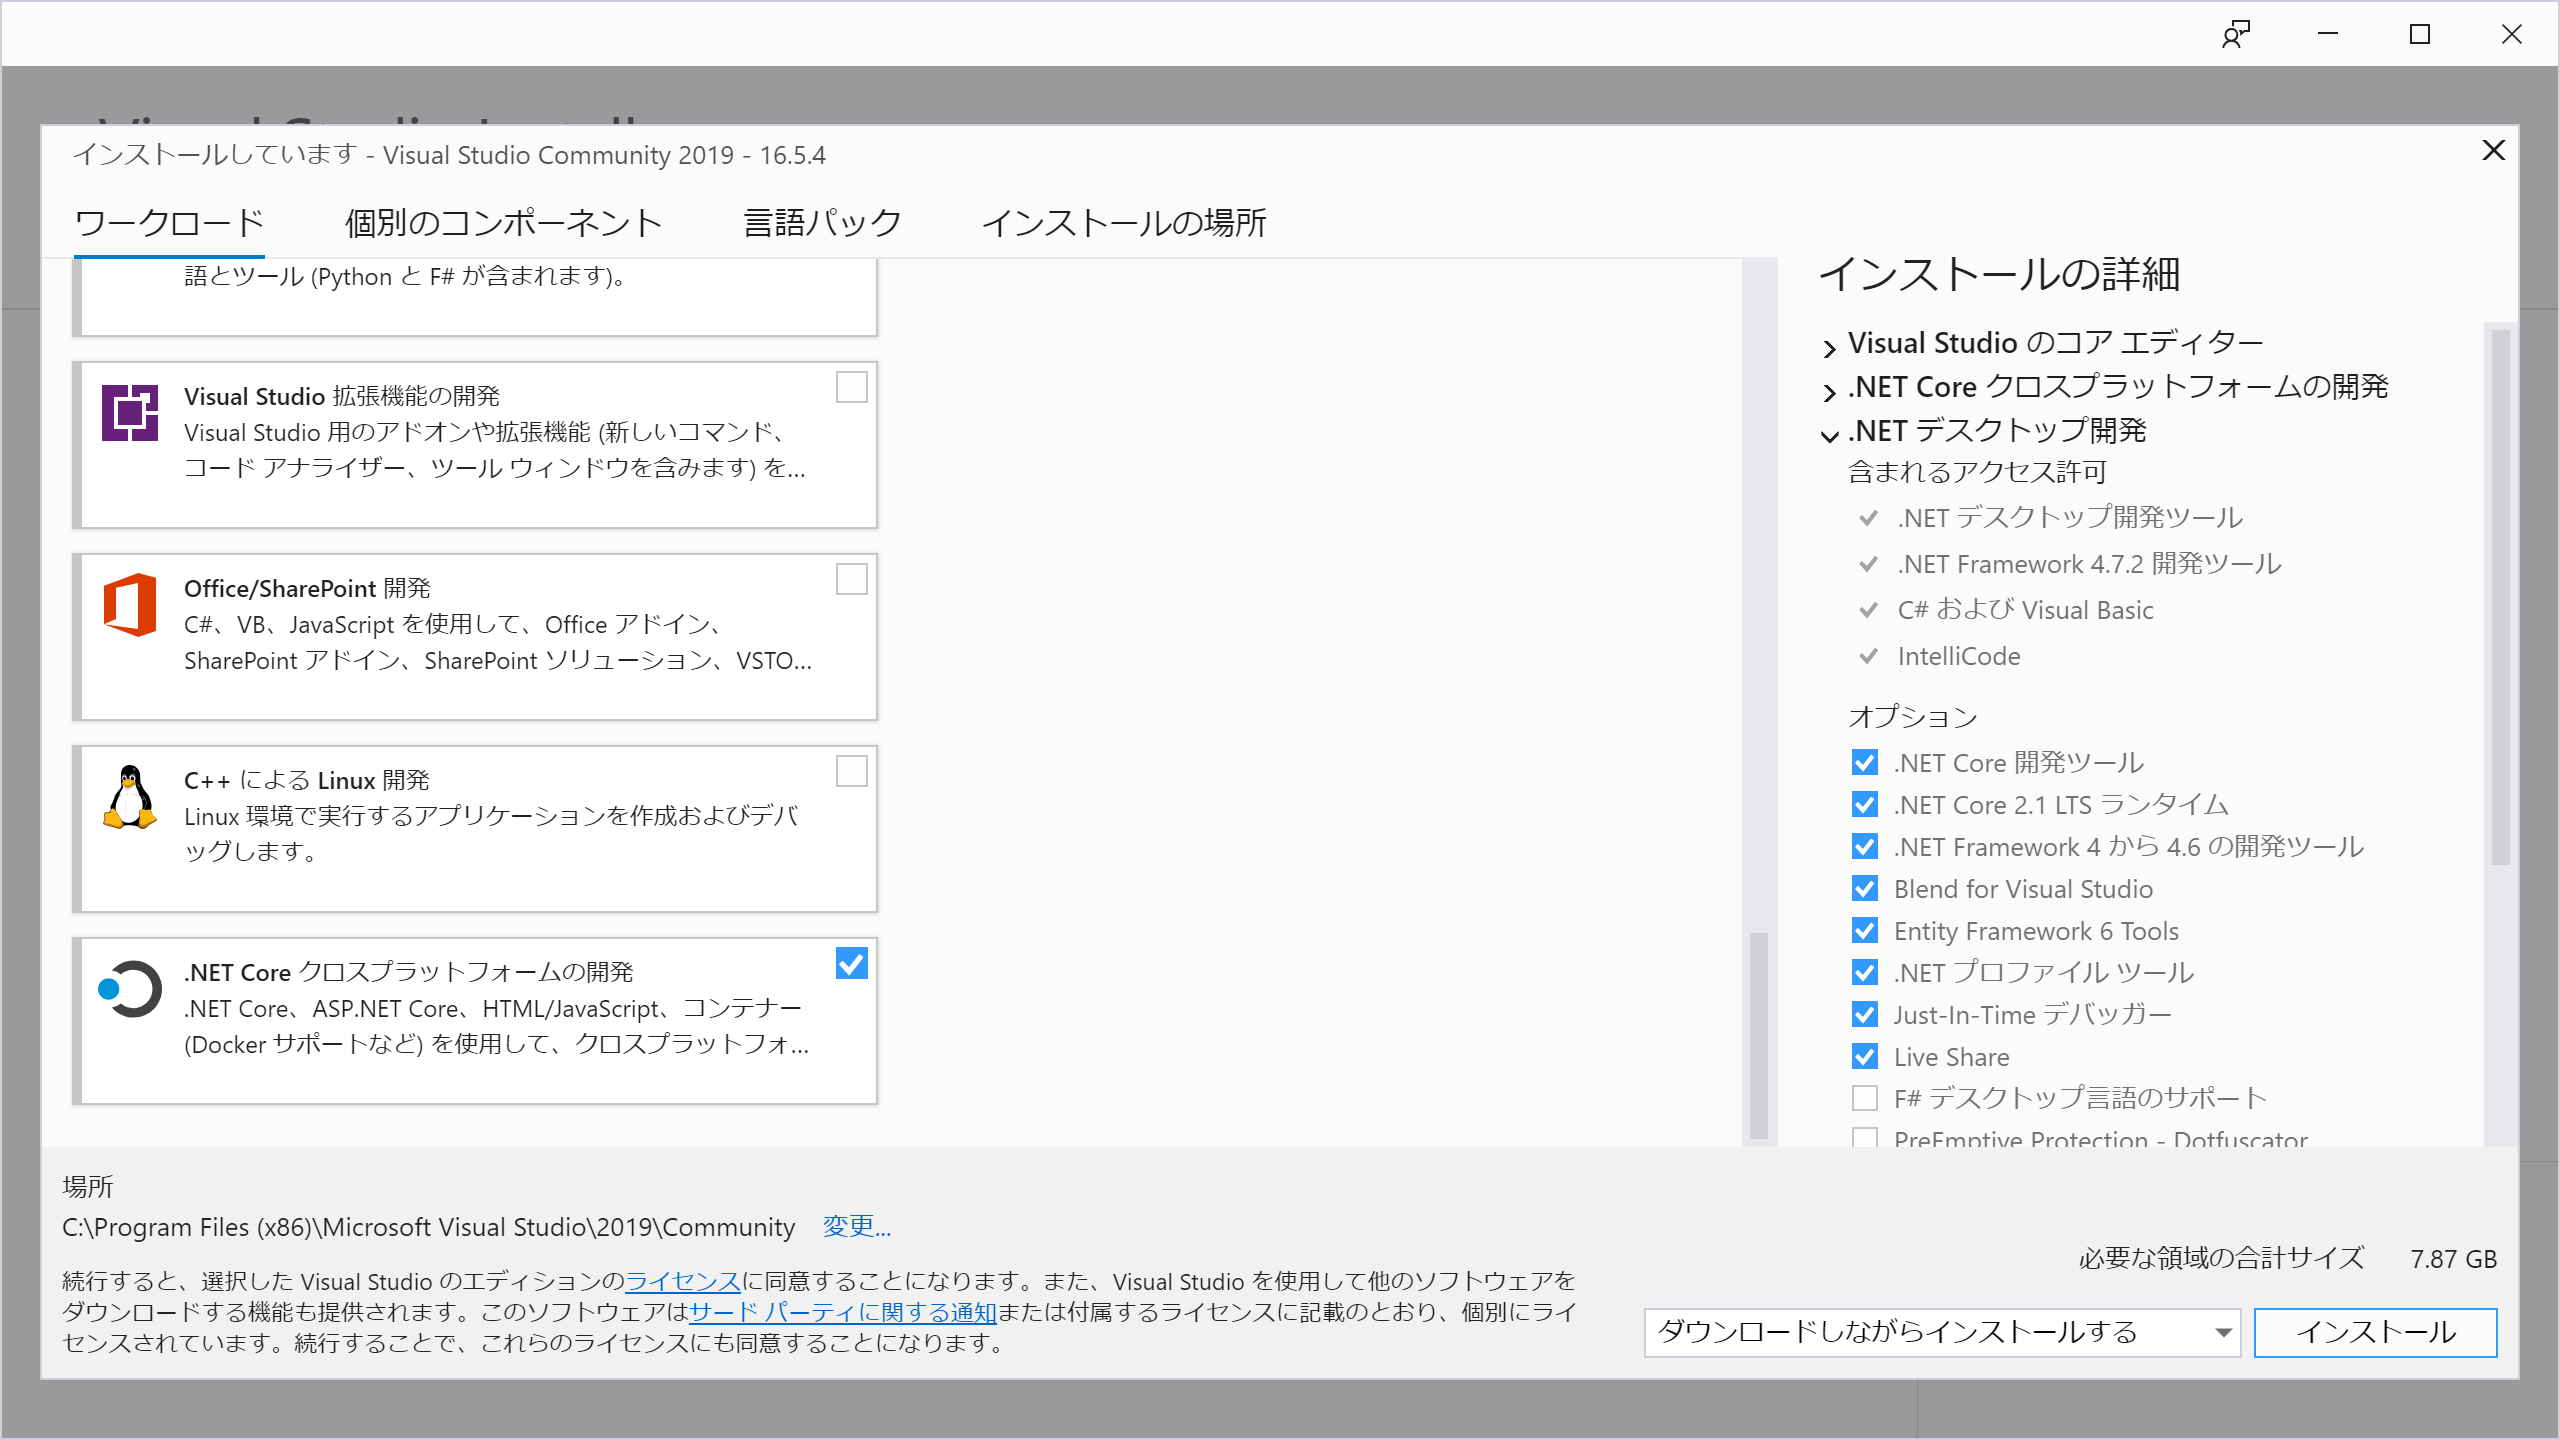 Visual Studio Install
インストールしています - Visual Studio Community 2019 - 16.5.4
ワークロード
個別のコンポーネント
言語パック
インストールの場所
語とツール (Python と F# が含まれます)。
Visual Studio 拡張機能の開発
Visual Studio 用のアドオンや拡張機能 (新しいコマンド、
コード アナライザー、ツール ウィンドウを含みます) を...
Office/SharePoint 開発
C#、VB、JavaScript を使用して、Office アドイン、
SharePoint アドイン、SharePoint ソリューション、VSTO...
C++ による Linux 開発
Linux 環境で実行するアプリケーションを作成およびデバ
ッグします。
.NET Core クロスプラットフォームの開発
.NET Core、ASP.NET Core、HTML/JavaScript、コンテナー
(Docker サポートなど) を使用して、クロスプラットフォ...
インストールの詳細
Visual Studio のコア エディター
.NET Core クロスプラットフォームの開発
.NET デスクトップ開発
含まれるアクセス許可
.NET デスクトップ開発ツール
.NET Framework 4.7.2 開発ツール
C# および Visual Basic
IntelliCode
オプション
.NET Core 開発ツール
.NET Core 2.1 LTS ランタイム
.NET Framework 4 から 4.6 の開発ツール
Blend for Visual Studio
Entity Framework 6 Tools
.NET プロファイル ツール
Just-In-Time デバッガー
Live Share
F# デスクトップ言語のサポート
PreEmptive Protection - Dotfuscator
場所
C:\Program Files (x86)\Microsoft Visual Studio\2019\Community 変更...
続行すると、選択した Visual Studio のエディションのライセンスに同意することになります。また、Visual Studio を使用して他のソフトウェアを
ダウンロードする機能も提供されます。このソフトウェアはサード パーティに関する通知または付属するライセンスに記載のとおり、個別にライ
センスされています。続行することで、これらのライセンスにも同意することになります。
必要な領域の合計サイズ 7.87 GB
ダウンロードしながらインストールする
インストール